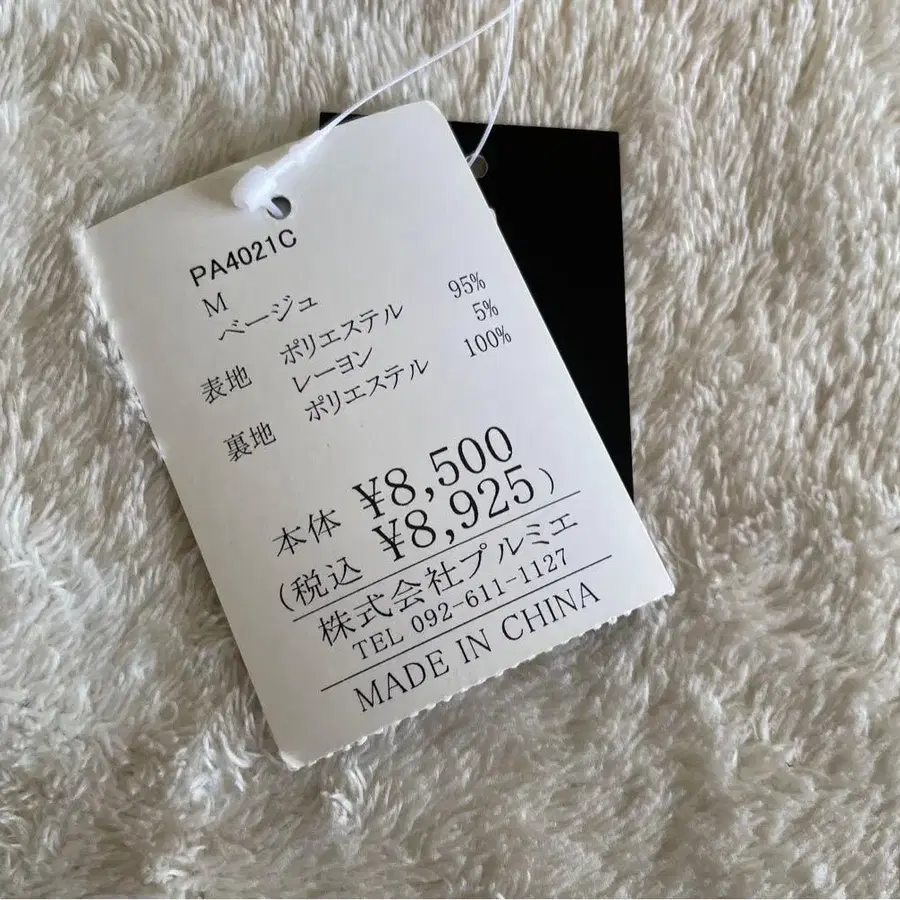 PA4021C
M
ベージュ
表地 ポリエステル 95%
レーヨン 5%
裏地 ポリエステル 100%
本体 ¥8,500
(税込 ¥8,925)
株式会社プルミエ
TEL 092-611-1127
MADE IN CHINA